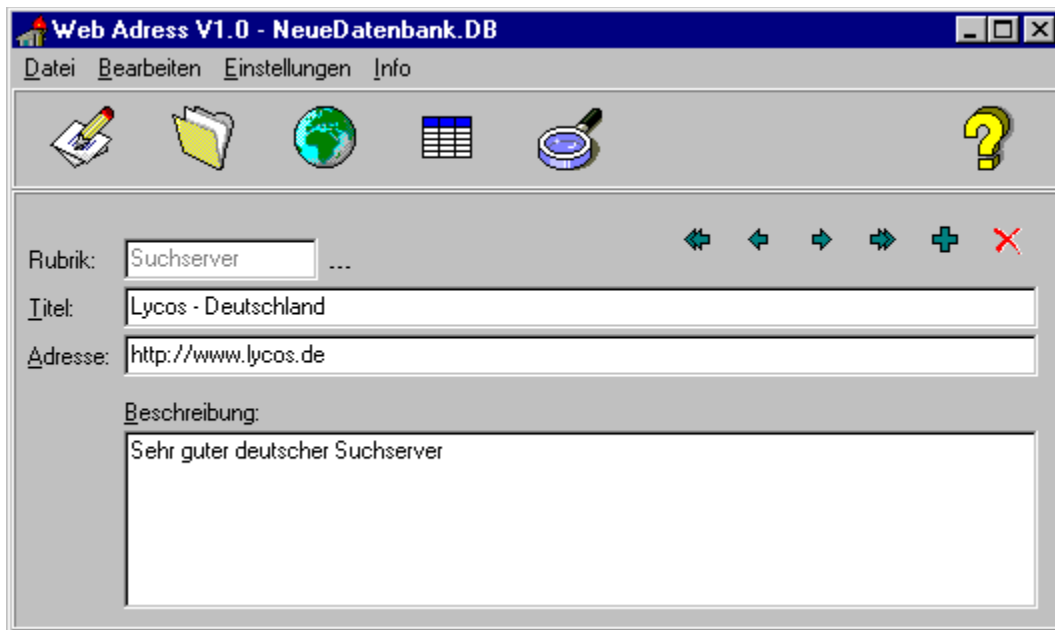 Web Adress V1.0 - NeueDatenbank.DB
Datei Bearbeiten Einstellungen Info
Rubrik: Suchserver ...
Titel: Lycos - Deutschland
Adresse: http://www.lycos.de
Beschreibung:
Sehr guter deutscher Suchserver